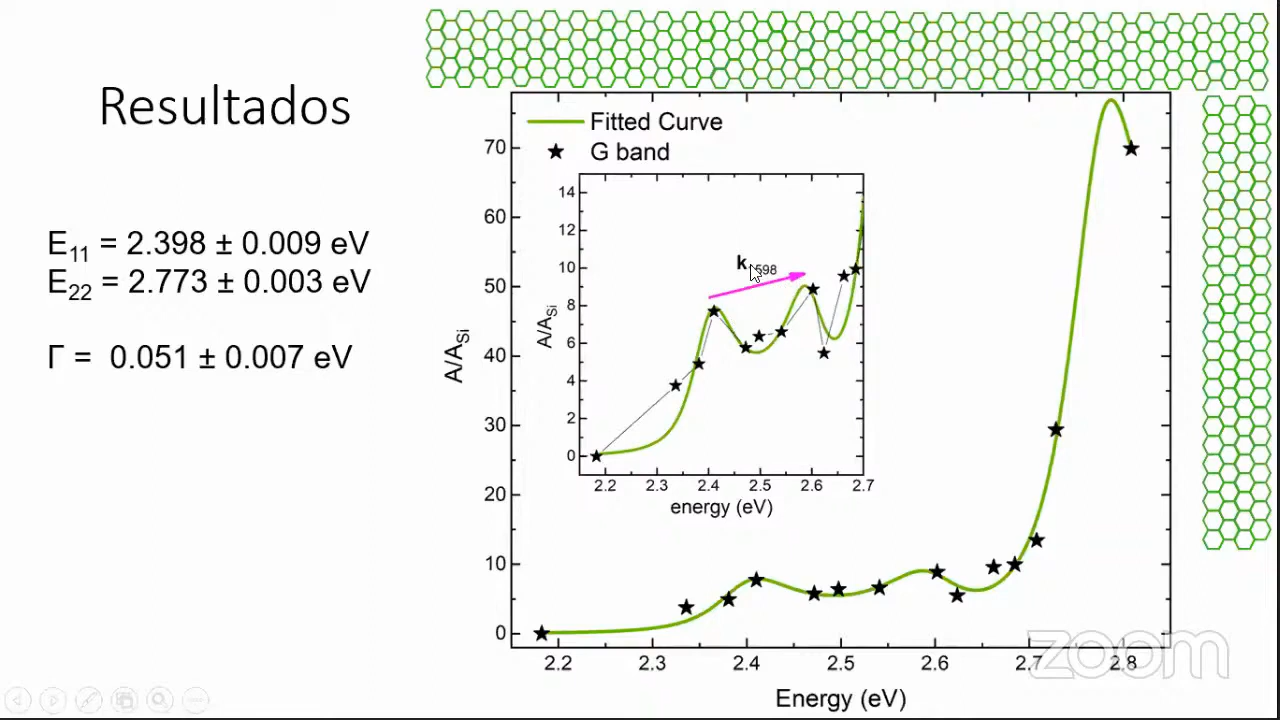 Resultados
E₁₁ = 2.398 ± 0.009 eV
E₂₂ = 2.773 ± 0.003 eV
Γ = 0.051 ± 0.007 eV
Fitted Curve
G band
A/A_Si
70
60
50
40
30
20
10
0
2.2 2.3 2.4 2.5 2.6 2.7 2.8
Energy (eV)
A/A_Si
14
12
10
8
6
4
2
0
k 598
2.2 2.3 2.4 2.5 2.6 2.7
energy (eV)
zoom